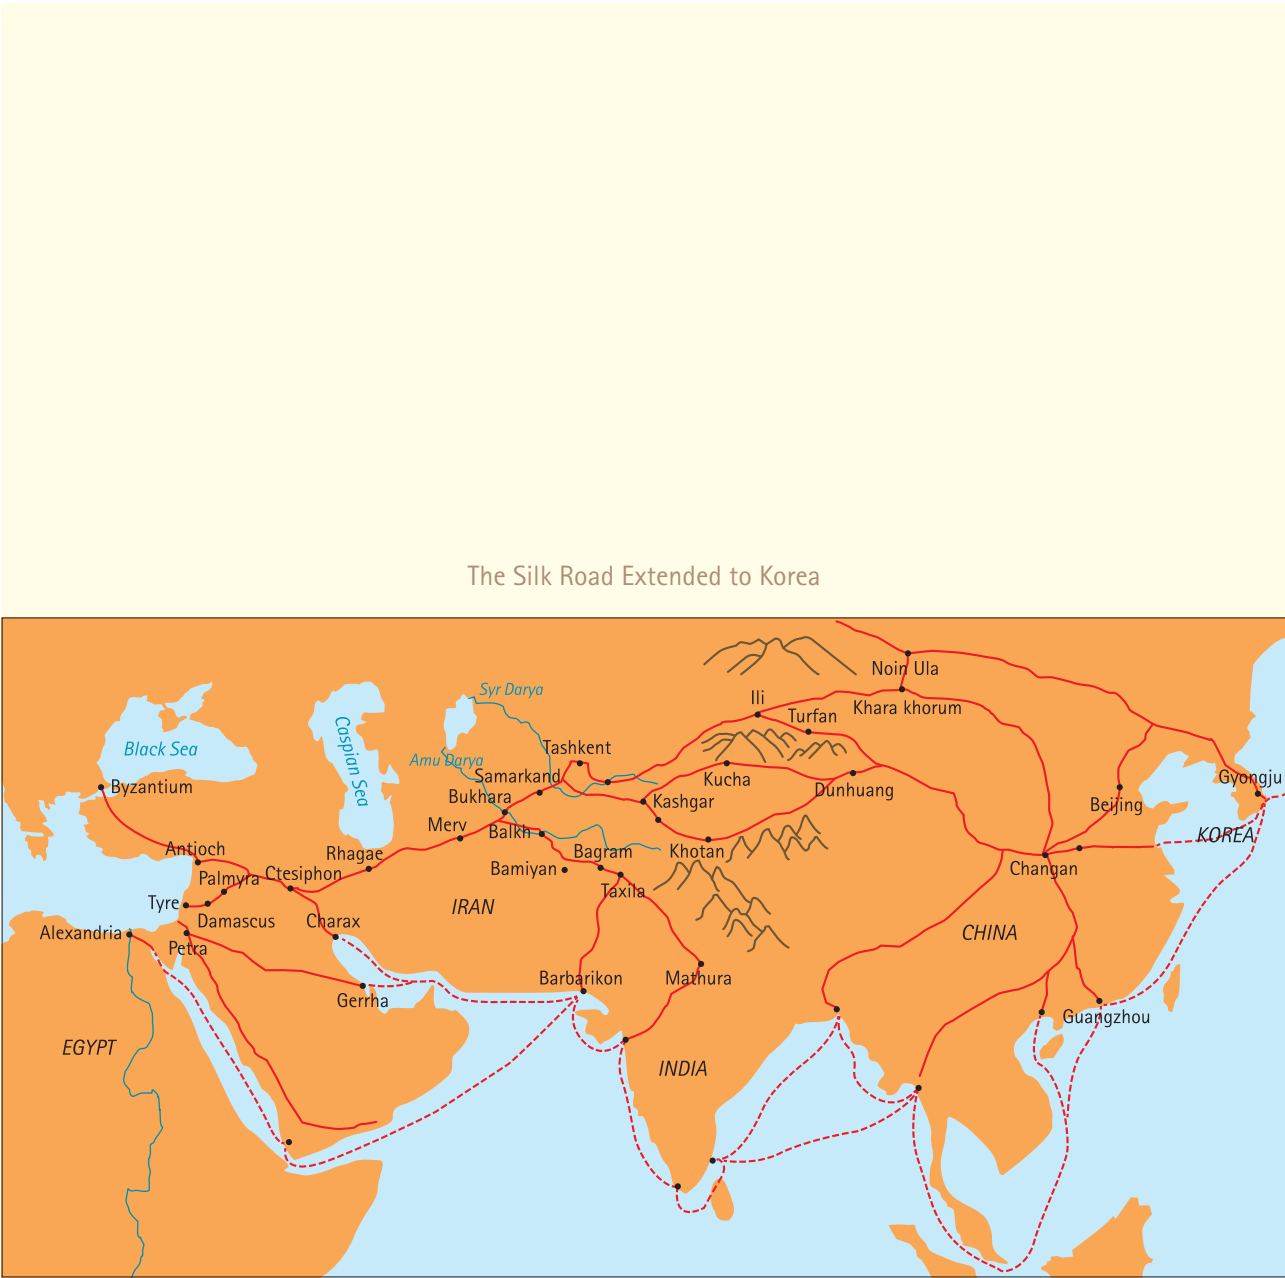 The Silk Road Extended to Korea
Noin Ula
Syr Darya
Ili
Khara khorum
Turfan
Black Sea
Caspian Sea
Tashkent
Amu Darya
Samarkand
Kucha
Gyongju
Byzantium
Bukhara
Dunhuang
Kashgar
Beijing
Merv
Balkh
KOREA
Antioch
Rhagae
Bagram
Khotan
Palmyra
Ctesiphon
Bamiyan
Changan
Taxila
Tyre
IRAN
Damascus
Charax
Alexandria
CHINA
Petra
Barbarikon
Mathura
Gerrha
Guangzhou
EGYPT
INDIA